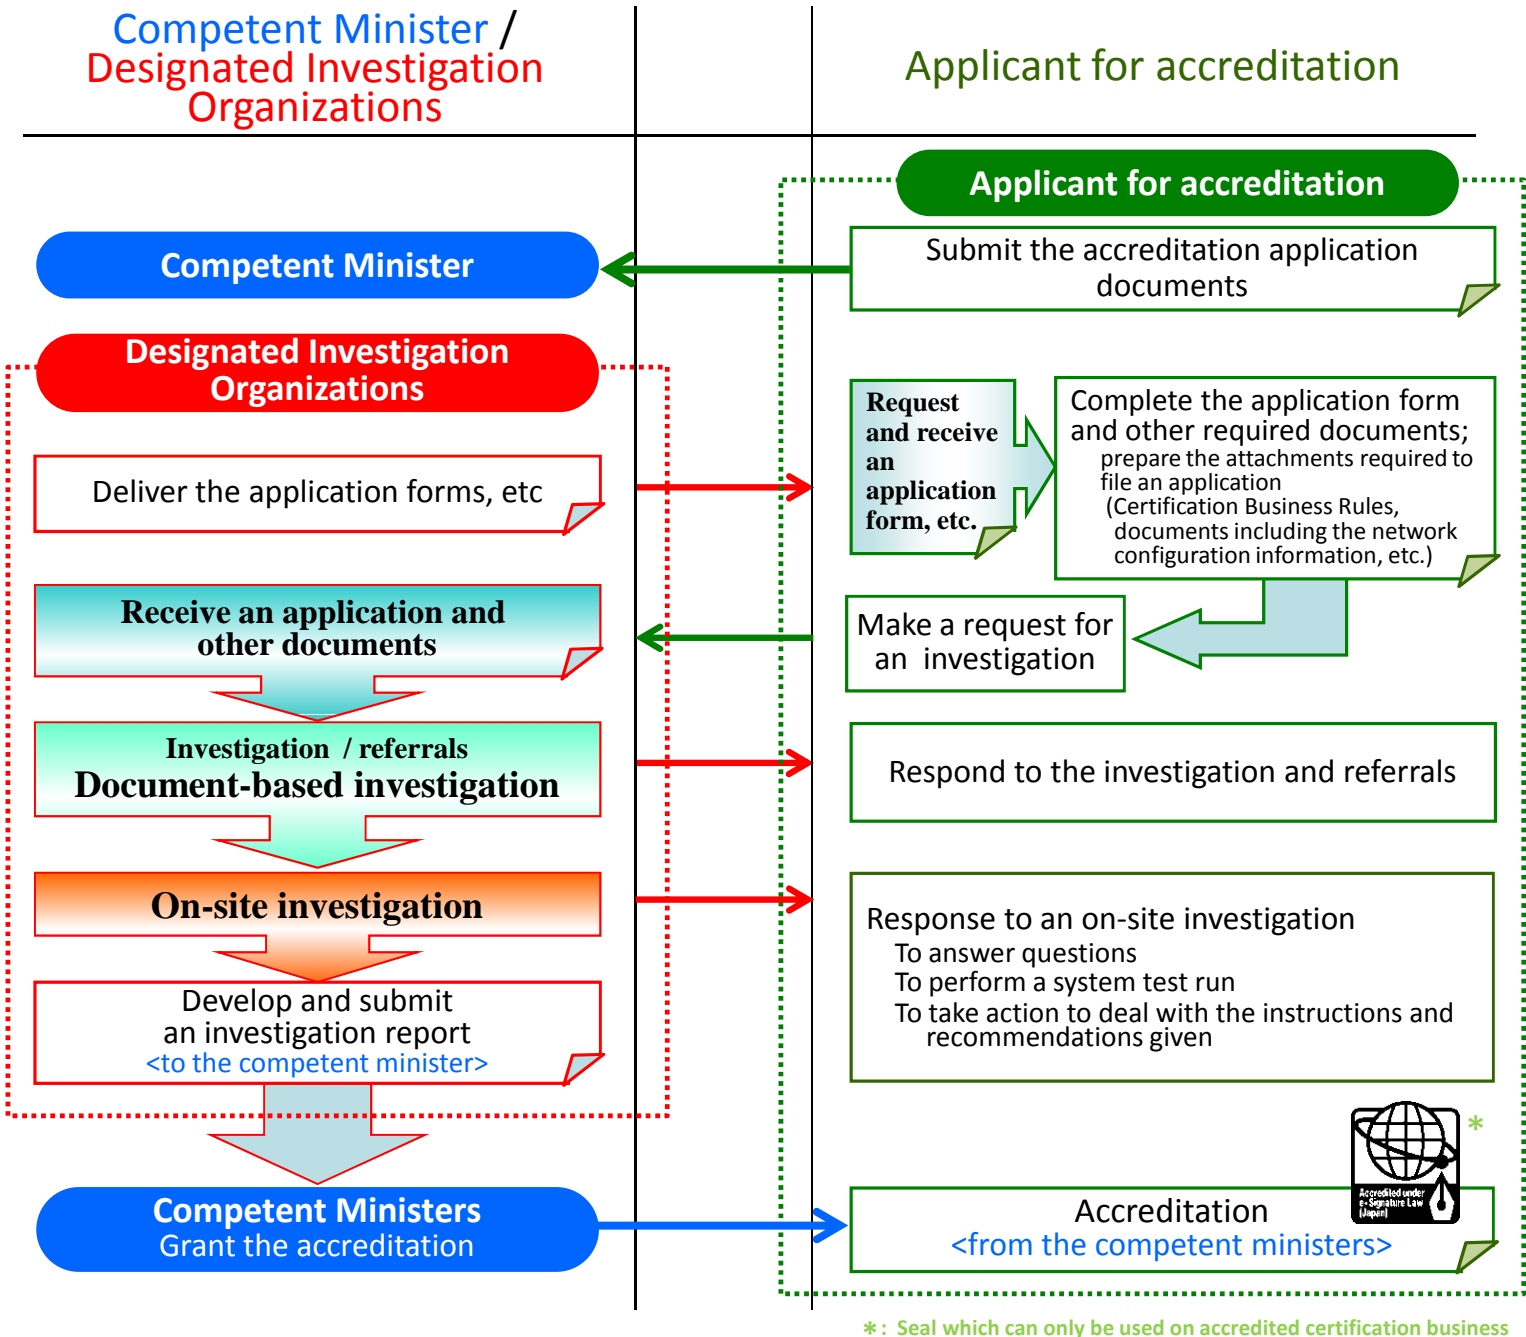 Competent Minister /
Designated Investigation
Organizations
Applicant for accreditation
Applicant for accreditation
Submit the accreditation application
documents
Competent Minister
Designated Investigation
Organizations
Deliver the application forms, etc
Request
and receive
an
application
form, etc.
Complete the application form
and other required documents;
prepare the attachments required to
file an application
(Certification Business Rules,
documents including the network
configuration information, etc.)
Receive an application and
other documents
Make a request for
an investigation
Investigation / referrals
Document-based investigation
Respond to the investigation and referrals
On-site investigation
Response to an on-site investigation
To answer questions
To perform a system test run
To take action to deal with the instructions and
recommendations given
Develop and submit
an investigation report
<to the competent minister>
*
Accredited under
e-Signature Law
(Japan)
Competent Ministers
Grant the accreditation
Accreditation
<from the competent ministers>
*: Seal which can only be used on accredited certification business